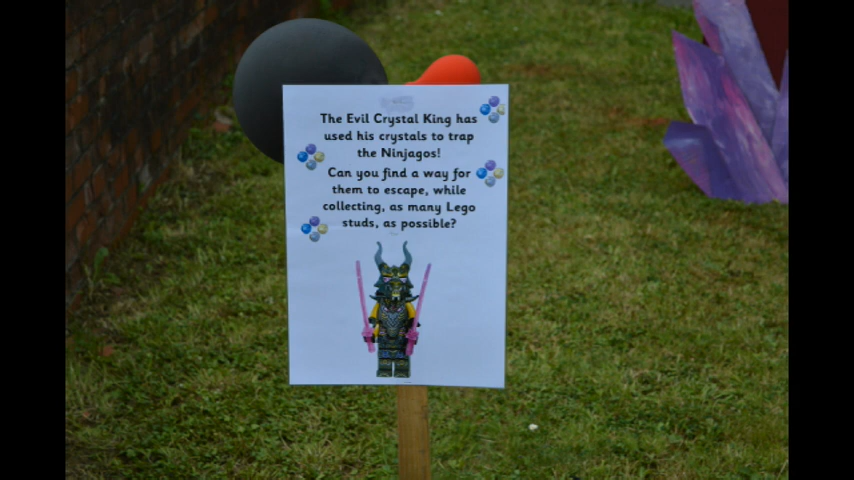 The Evil Crystal King has
used his crystals to trap
the Ninjagos!
Can you find a way for
them to escape, while
collecting, as many Lego
studs, as possible?